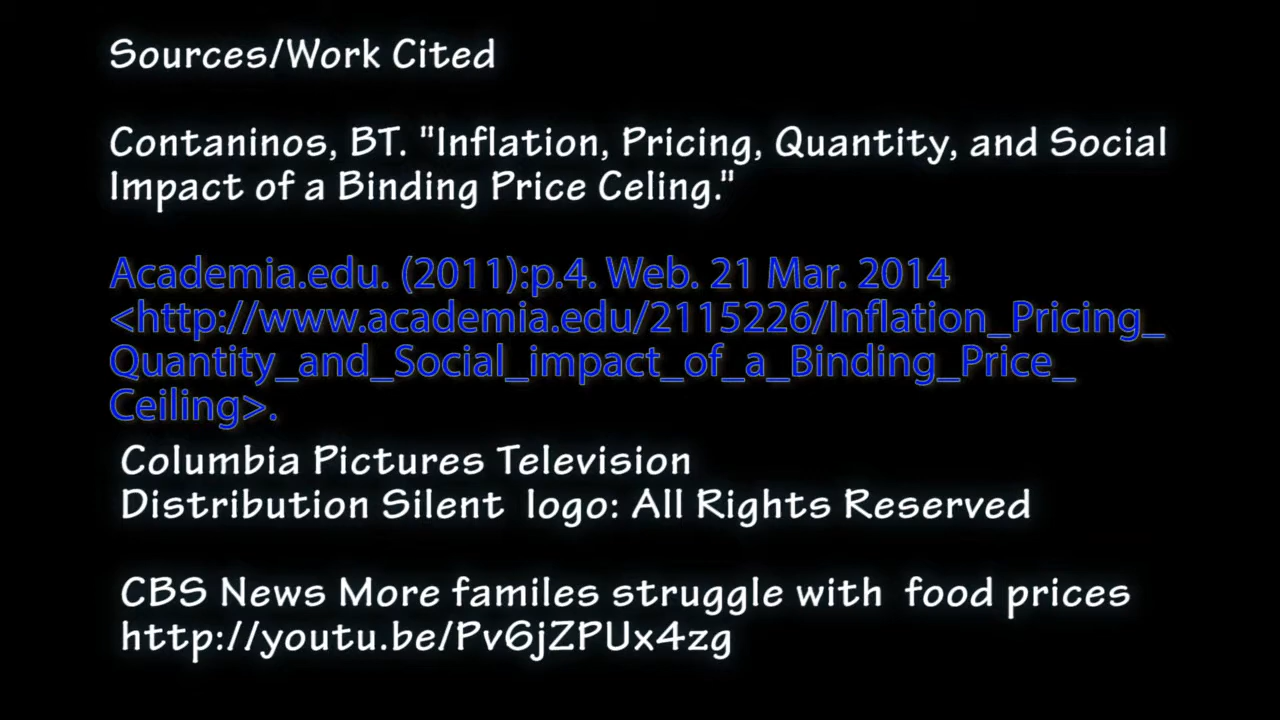 Sources/Work Cited
Contaninos, BT. "Inflation, Pricing, Quantity, and Social
Impact of a Binding Price Celing."
Academia.edu. (2011):p.4. Web. 21 Mar. 2014
<http://www.academia.edu/2115226/Inflation_Pricing_
Quantity_and_Social_impact_of_a_Binding_Price_
Ceiling>.
Columbia Pictures Television
Distribution Silent logo: All Rights Reserved
CBS News More familes struggle with food prices
http://youtu.be/Pv6jZPUx4zg